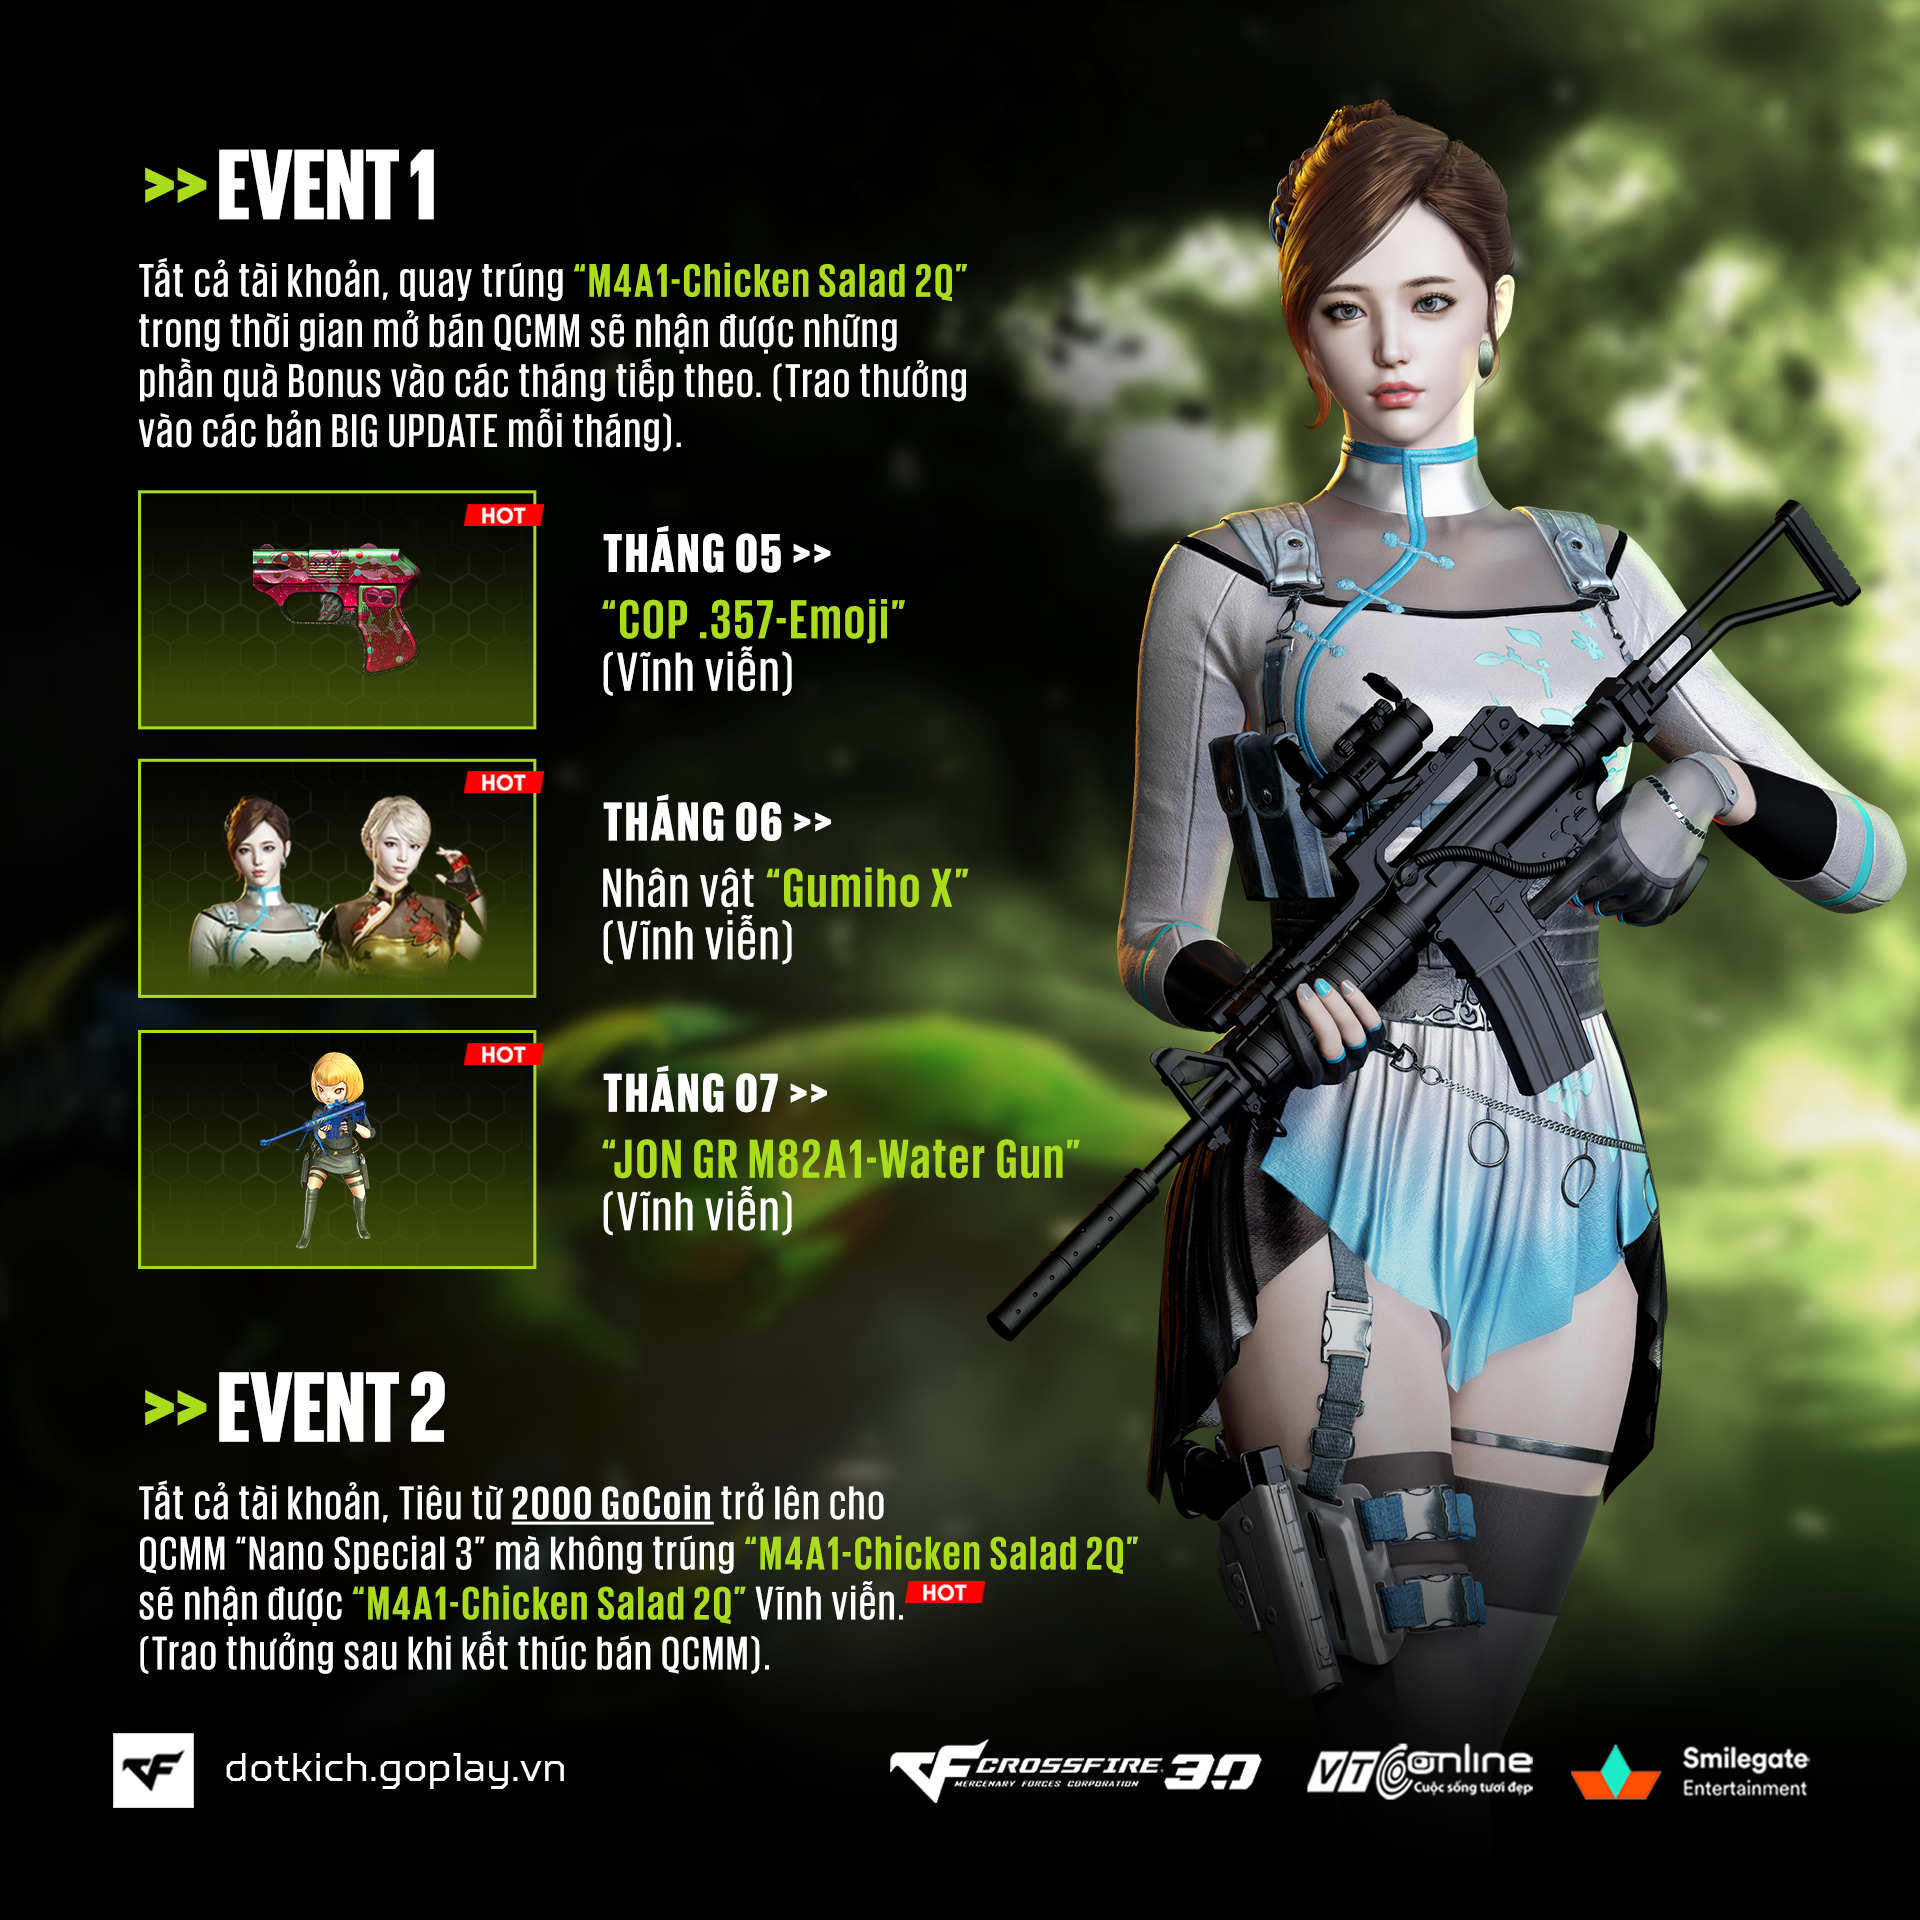 >> EVENT 1
Tất cả tài khoản, quay trúng “M4A1-Chicken Salad 2Q”
trong thời gian mở bán QCMM sẽ nhận được những
phần quà Bonus vào các tháng tiếp theo. (Trao thưởng
vào các bản BIG UPDATE mỗi tháng).
HOT
THÁNG 05 >>
“COP .357-Emoji”
(Vĩnh viễn)
HOT
THÁNG 06 >>
Nhân vật “Gumiho X”
(Vĩnh viễn)
HOT
THÁNG 07 >>
“JON GR M82A1-Water Gun”
(Vĩnh viễn)
>> EVENT 2
Tất cả tài khoản, Tiêu từ 2000 GoCoin trở lên cho
QCMM “Nano Special 3” mà không trúng “M4A1-Chicken Salad 2Q”
sẽ nhận được “M4A1-Chicken Salad 2Q” Vĩnh viễn. HOT
(Trao thưởng sau khi kết thúc bán QCMM).
CF dotkich.goplay.vn
CF CROSSFIRE 3.0
MERCENARY FORCES CORPORATION
VTC online
Cuộc sống tươi đẹp
Smilegate
Entertainment